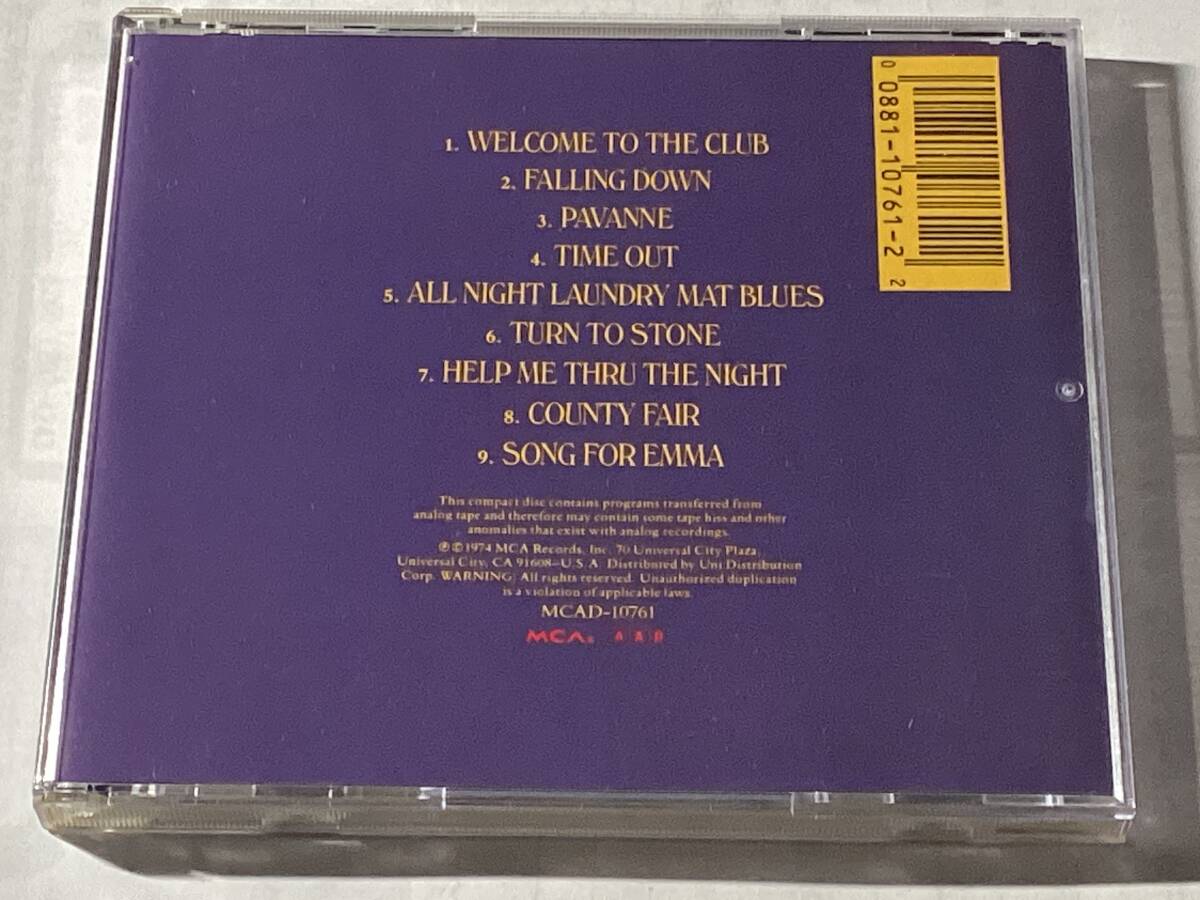 1. WELCOME TO THE CLUB
2. FALLING DOWN
3. PAVANNE
4. TIME OUT
5. ALL NIGHT LAUNDRY MAT BLUES
6. TURN TO STONE
7. HELP ME THRU THE NIGHT
8. COUNTY FAIR
9. SONG FOR EMMA
This compact disc contains programs transferred from
analog tape and therefore may contain some tape hiss and other
anomalies that exist with analog recordings.
℗©1974 MCA Records, Inc. 70 Universal City Plaza,
Universal City, CA 91608–U.S.A. Distributed by Uni Distribution
Corp. WARNING: All rights reserved. Unauthorized duplication
is a violation of applicable laws.
MCAD-10761
MCA®
0 0881-10761-2 2